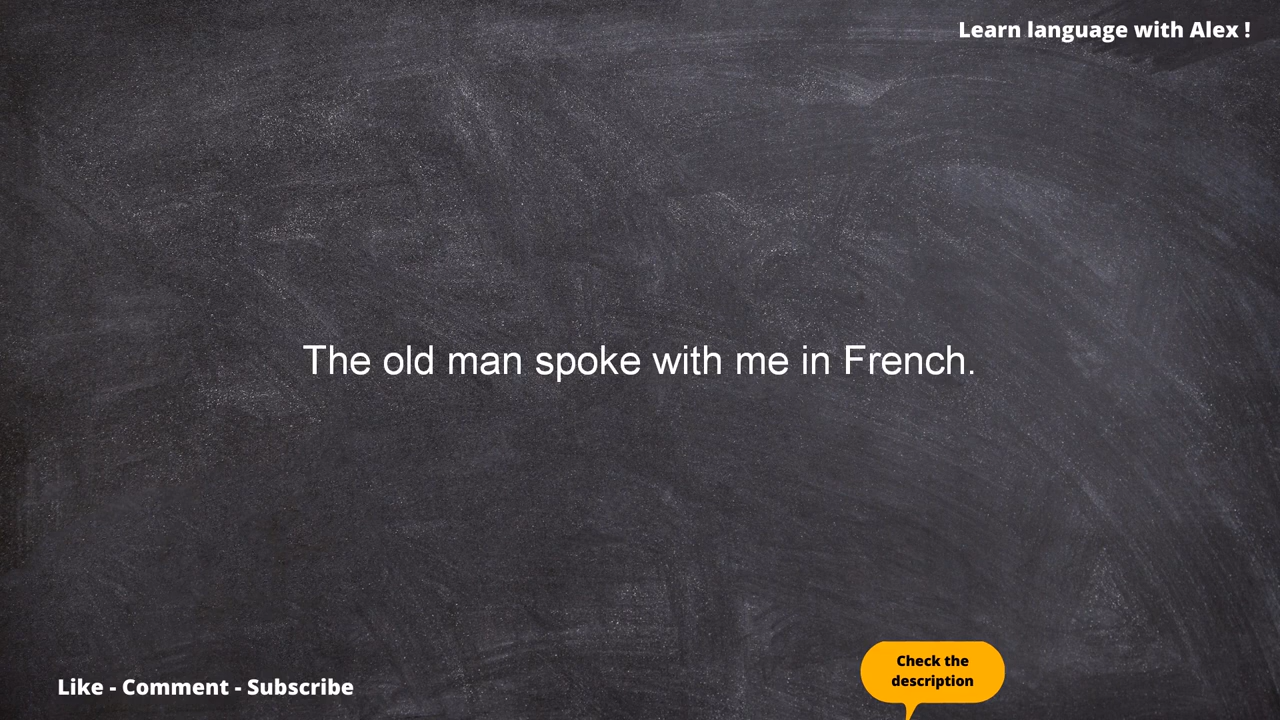 Learn language with Alex !
The old man spoke with me in French.
Check the
description
Like - Comment - Subscribe